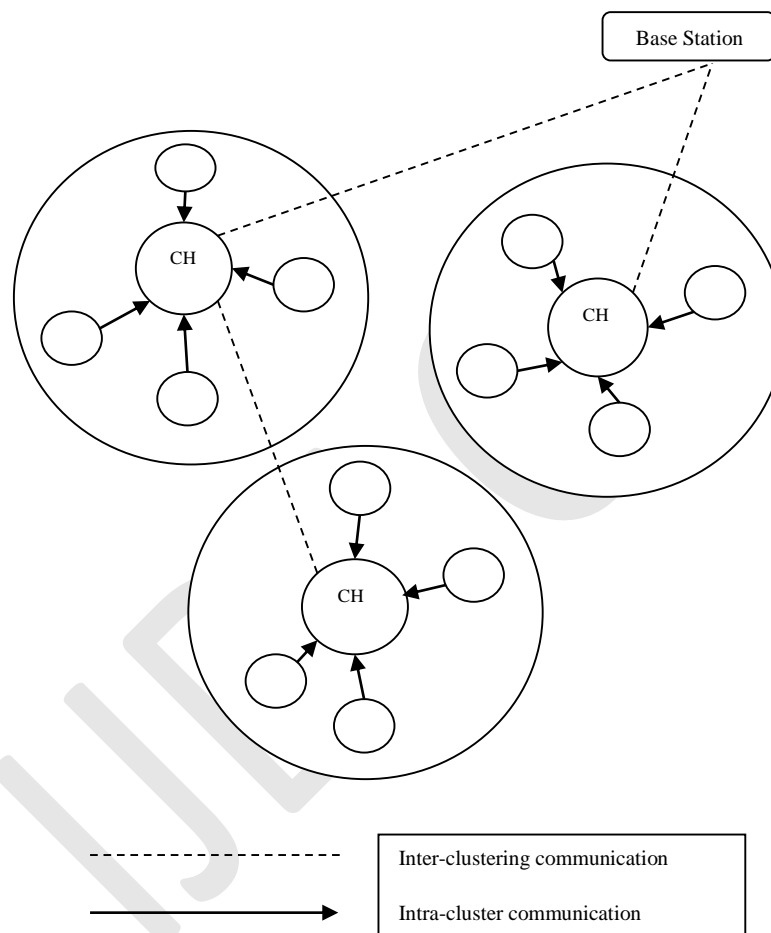 Base Station
CH
CH
CH
Inter-clustering communication
Intra-cluster communication